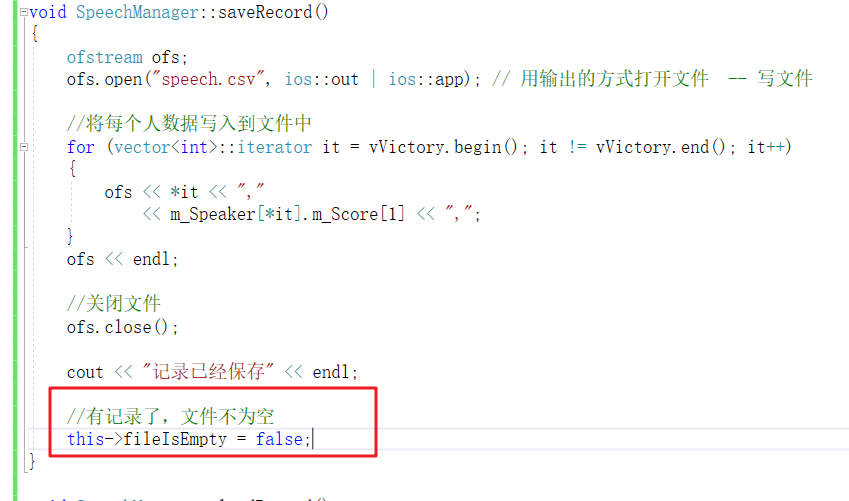 void SpeechManager::saveRecord()
{
ofstream ofs;
ofs.open("speech.csv", ios::out | ios::app); // 用输出的方式打开文件 -- 写文件
//将每个人数据写入到文件中
for (vector<int>::iterator it = vVictory.begin(); it != vVictory.end(); it++)
{
ofs << *it << ","
<< m_Speaker[*it].m_Score[1] << ",";
}
ofs << endl;
//关闭文件
ofs.close();
cout << "记录已经保存" << endl;
//有记录了，文件不为空
this->fileIsEmpty = false;
}